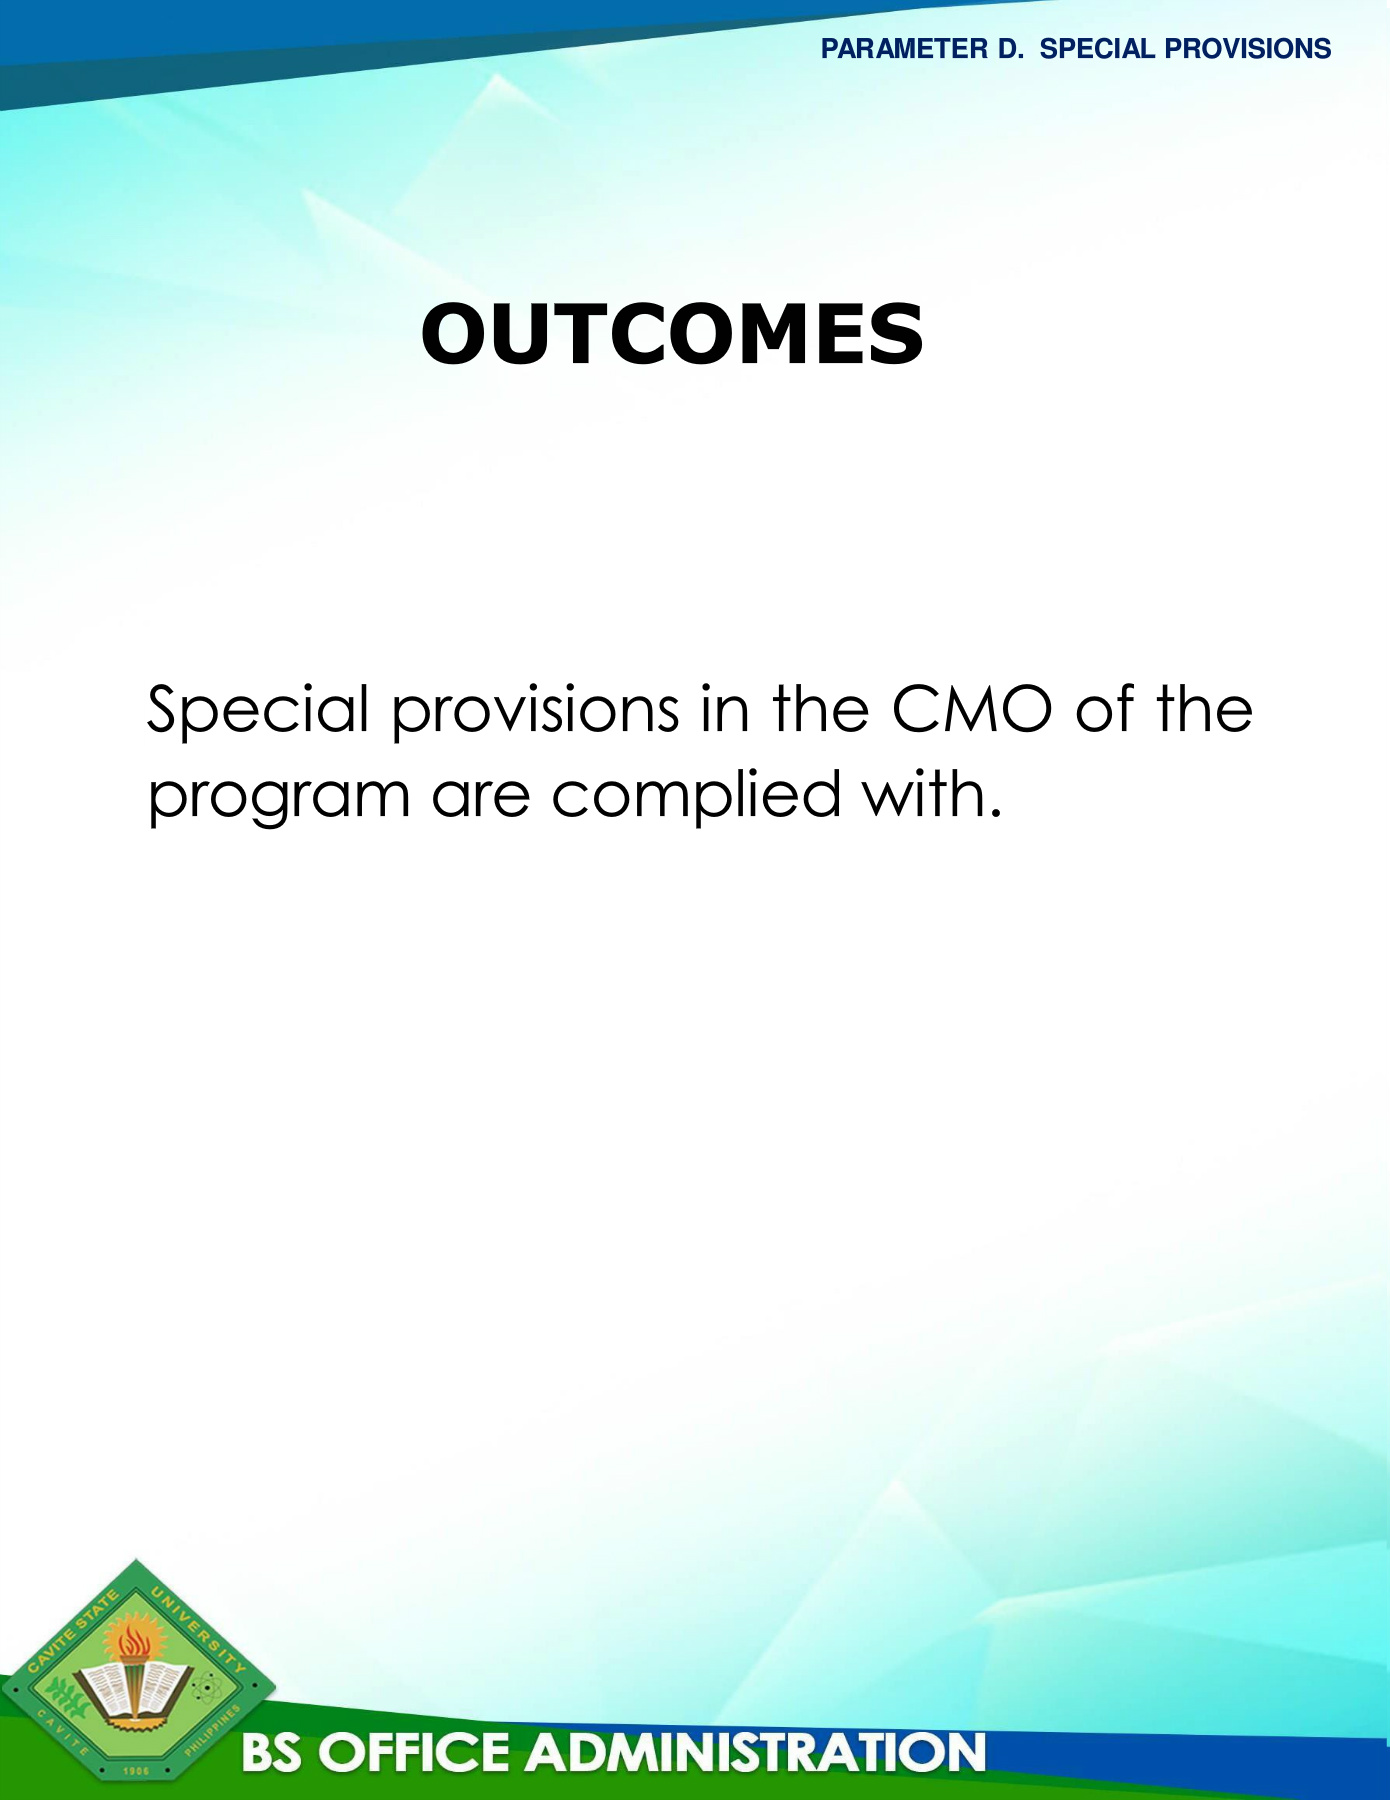 PARAMETER D. SPECIAL PROVISIONS
OUTCOMES
Special provisions in the CMO of the
program are complied with.
CAVITE STATE UNIVERSITY
CAVITE PHILIPPINES
1906
BS OFFICE ADMINISTRATION